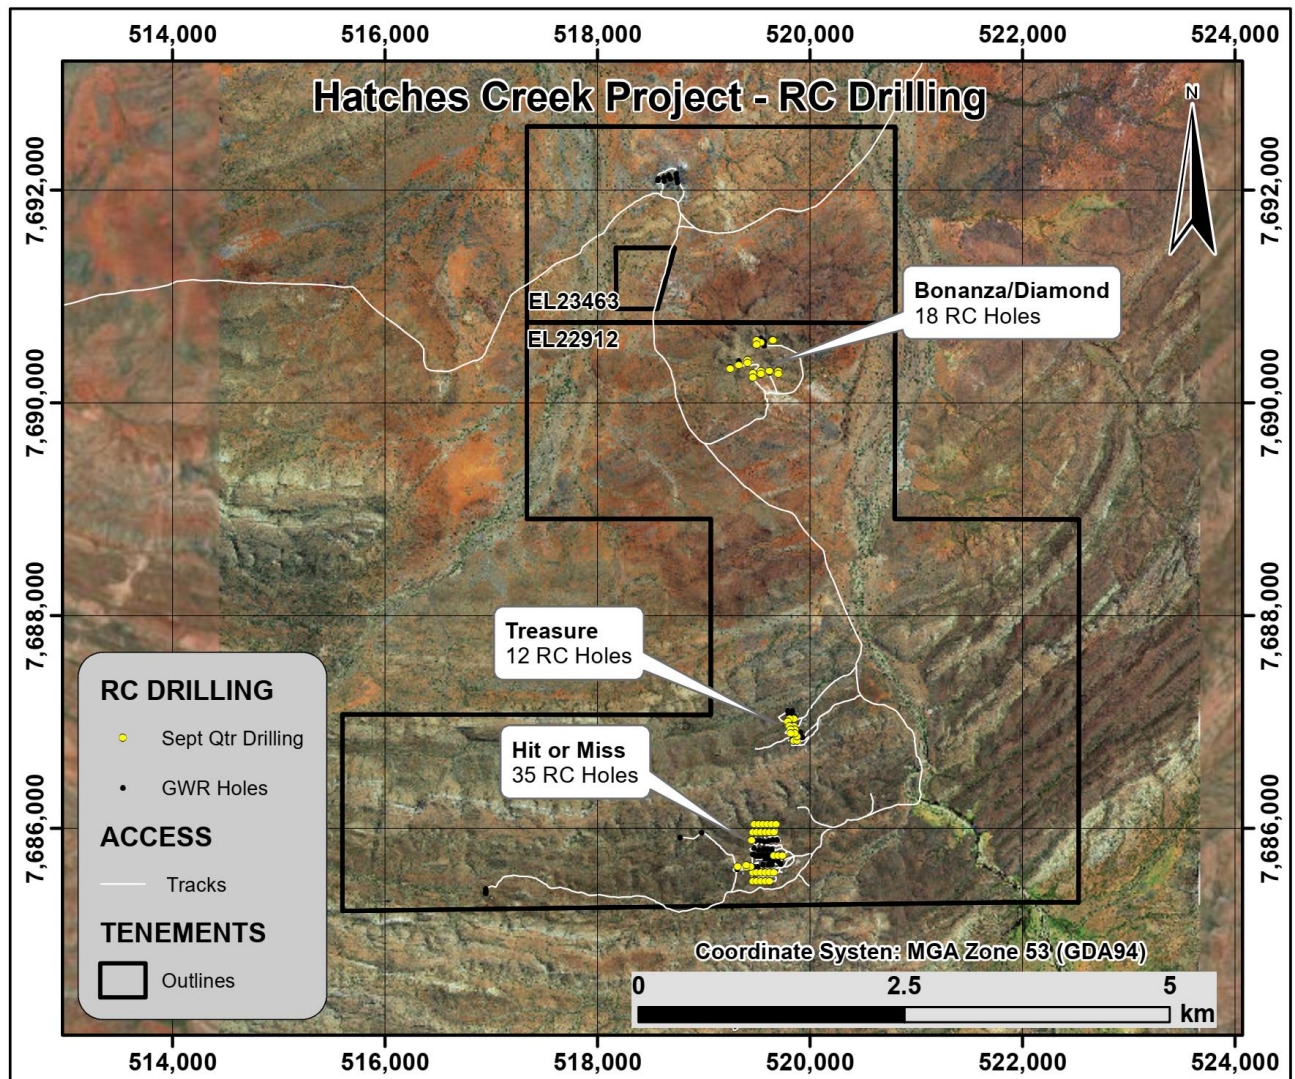 514,000 516,000 518,000 520,000 522,000 524,000
Hatches Creek Project - RC Drilling
N
7,692,000
7,692,000
EL23463
EL22912
Bonanza/Diamond
18 RC Holes
7,690,000
7,690,000
7,688,000
7,688,000
Treasure
12 RC Holes
Hit or Miss
35 RC Holes
7,686,000
7,686,000
RC DRILLING
Sept Qtr Drilling
GWR Holes
ACCESS
Tracks
TENEMENTS
Outlines
Coordinate Systen: MGA Zone 53 (GDA94)
0 2.5 5
km
514,000 516,000 518,000 520,000 522,000 524,000